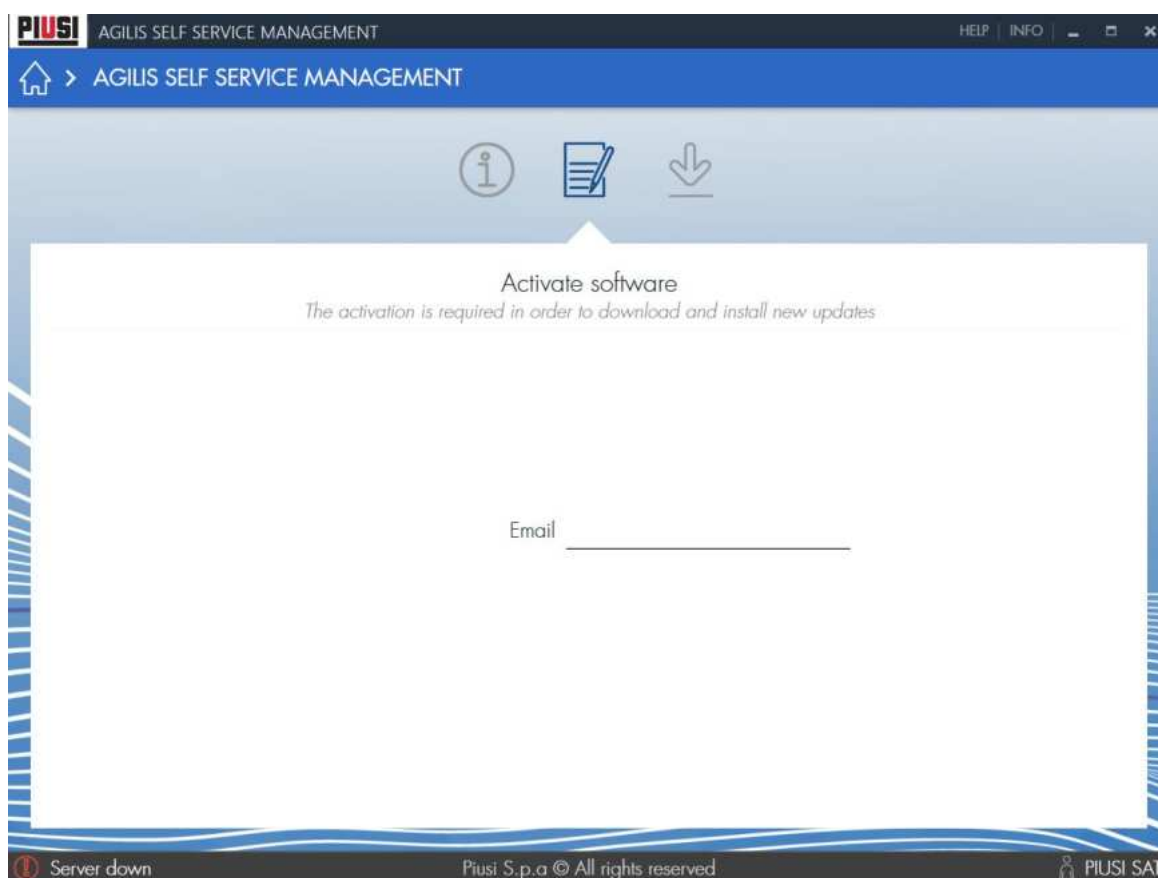 PIUSI AGILIS SELF SERVICE MANAGEMENT HELP INFO
AGILIS SELF SERVICE MANAGEMENT
Activate software
The activation is required in order to download and install new updates
Email
Server down Piusi S.p.a © All rights reserved PIUSI SAT